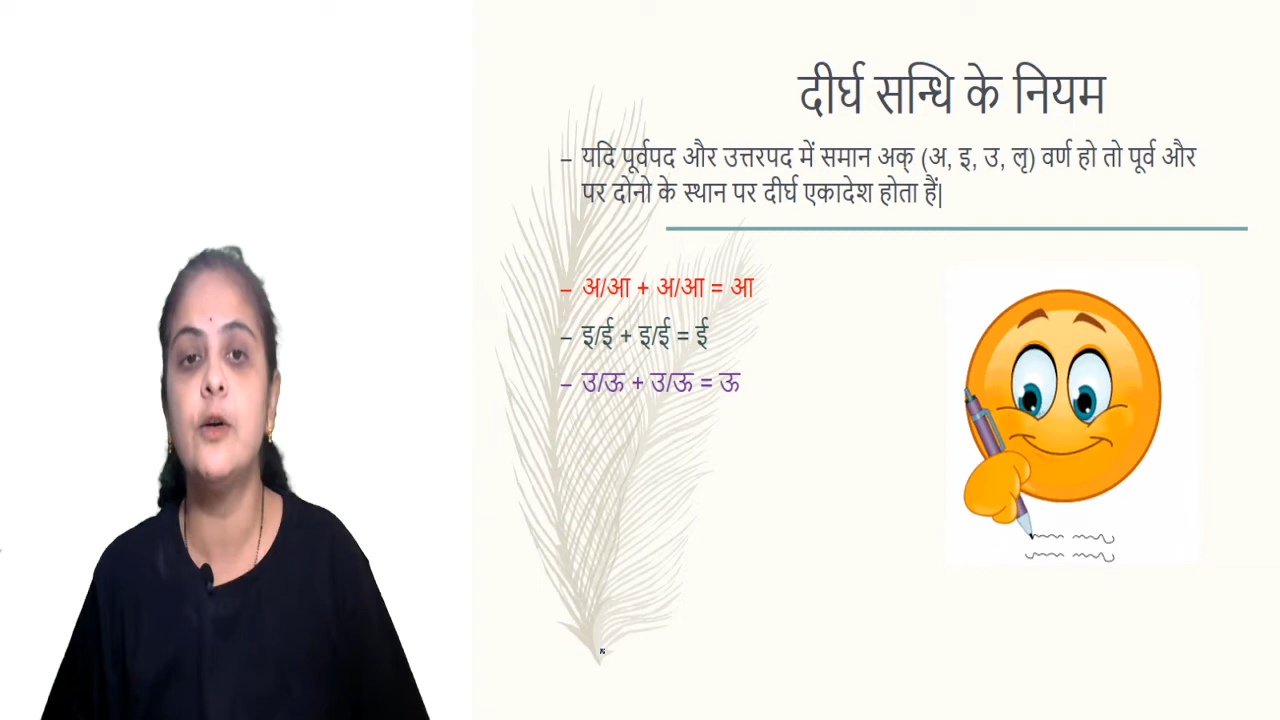 दीर्घ सन्धि के नियम
– यदि पूर्वपद और उत्तरपद में समान अक् (अ, इ, उ, लृ) वर्ण हो तो पूर्व और
पर दोनो के स्थान पर दीर्घ एकादेश होता हैं|
– अ/आ + अ/आ = आ
– इ/ई + इ/ई = ई
– उ/ऊ + उ/ऊ = ऊ